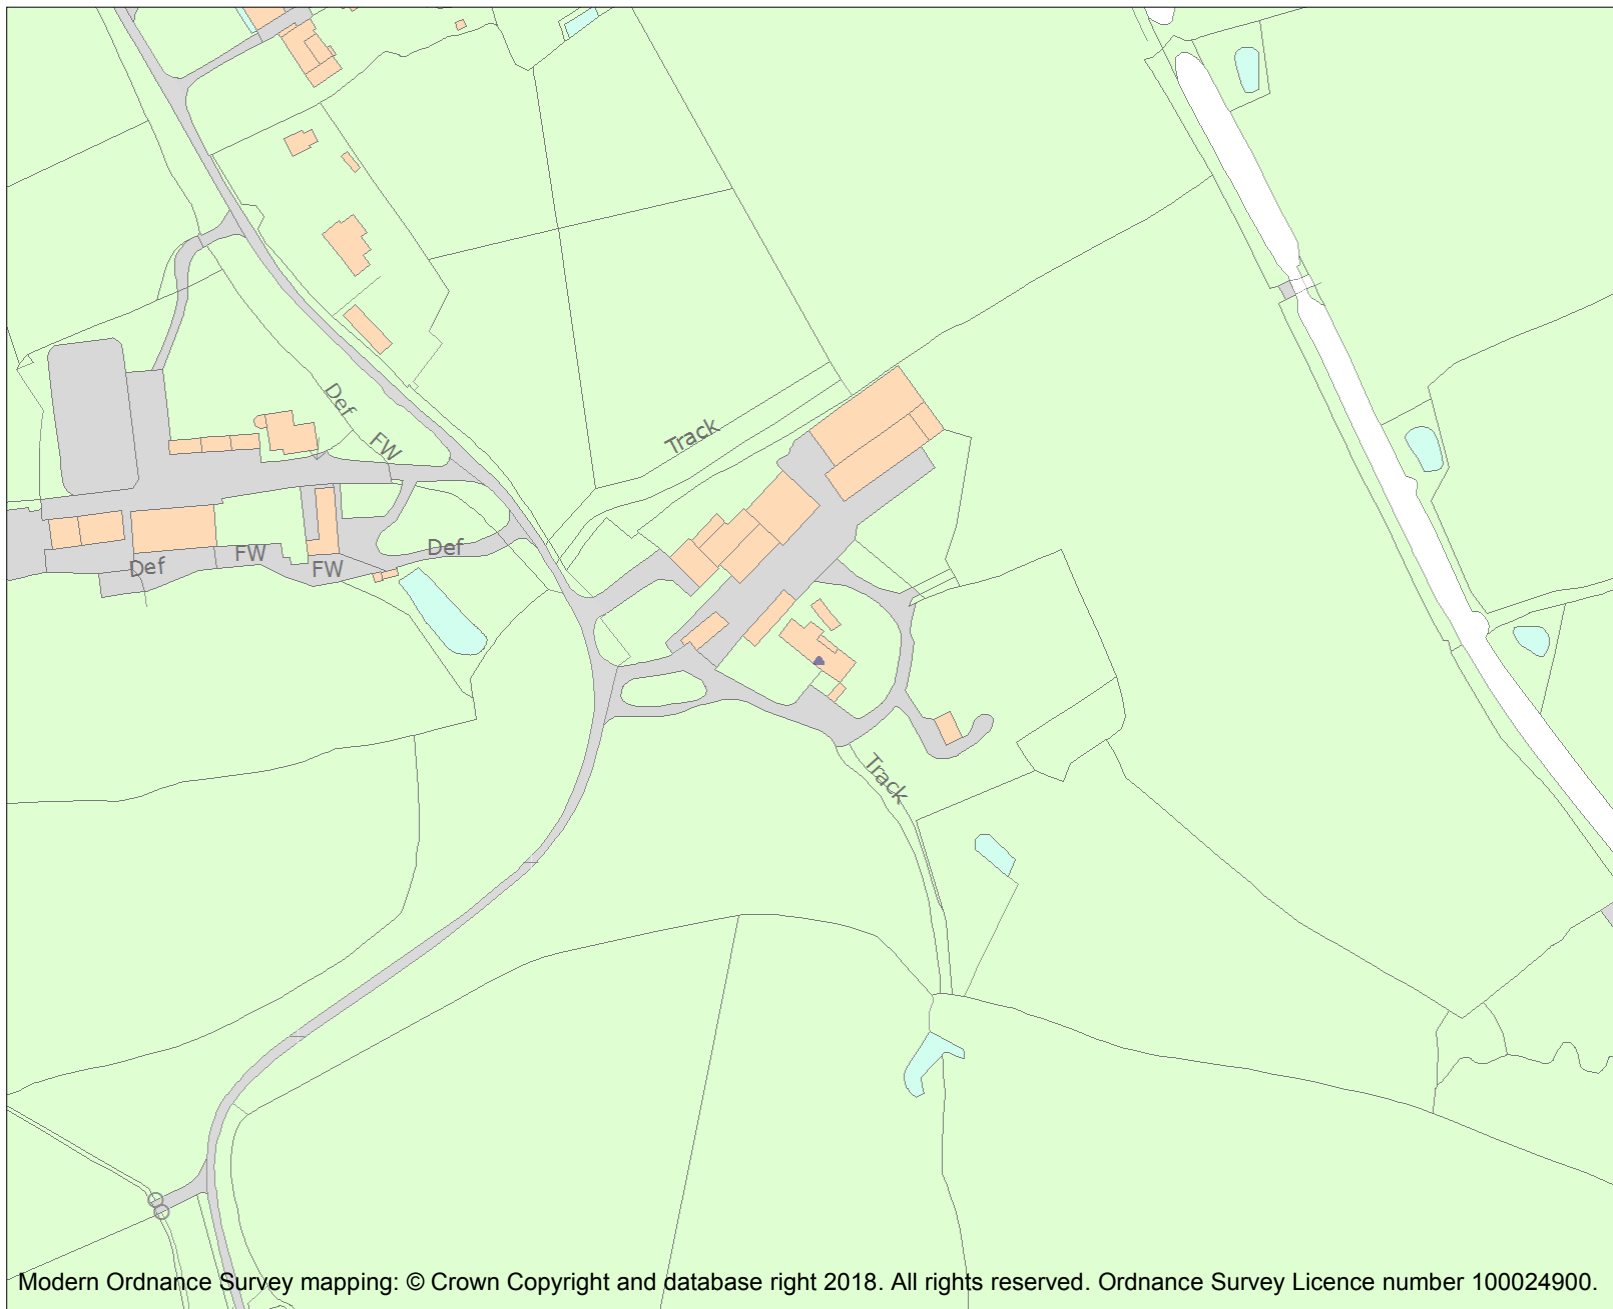 Def
FW
Track
Def
FW
Def
FW
Track
Modern Ordnance Survey mapping: © Crown Copyright and database right 2018. All rights reserved. Ordnance Survey Licence number 100024900.